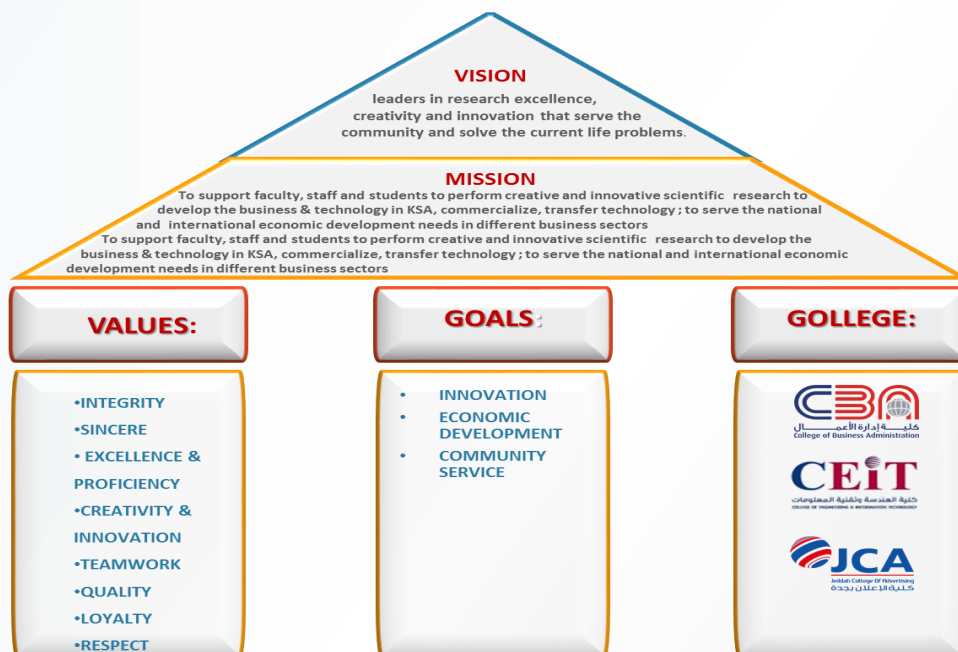 VISION
leaders in research excellence,
creativity and innovation that serve the
community and solve the current life problems.
MISSION
To support faculty, staff and students to perform creative and innovative scientific research to
develop the business & technology in KSA, commercialize, transfer technology ; to serve the national
and international economic development needs in different business sectors
To support faculty, staff and students to perform creative and innovative scientific research to develop the
business & technology in KSA, commercialize, transfer technology ; to serve the national and international economic
development needs in different business sectors
VALUES:
•INTEGRITY
•SINCERE
• EXCELLENCE &
PROFICIENCY
•CREATIVITY &
INNOVATION
•TEAMWORK
•QUALITY
•LOYALTY
•RESPECT
GOALS:
• INNOVATION
• ECONOMIC
DEVELOPMENT
• COMMUNITY
SERVICE
GOLLEGE:
CBA
كليـــة إدارة الأعمـــال
College of Business Administration
CEiT
كلية الهندسة وتقنية المعلومات
COLLEGE OF ENGINEERING & INFORMATION TECHNOLOGY
JCA
Jeddah College Of Advertising
كـلـيـة الإعـلان بـجـدة